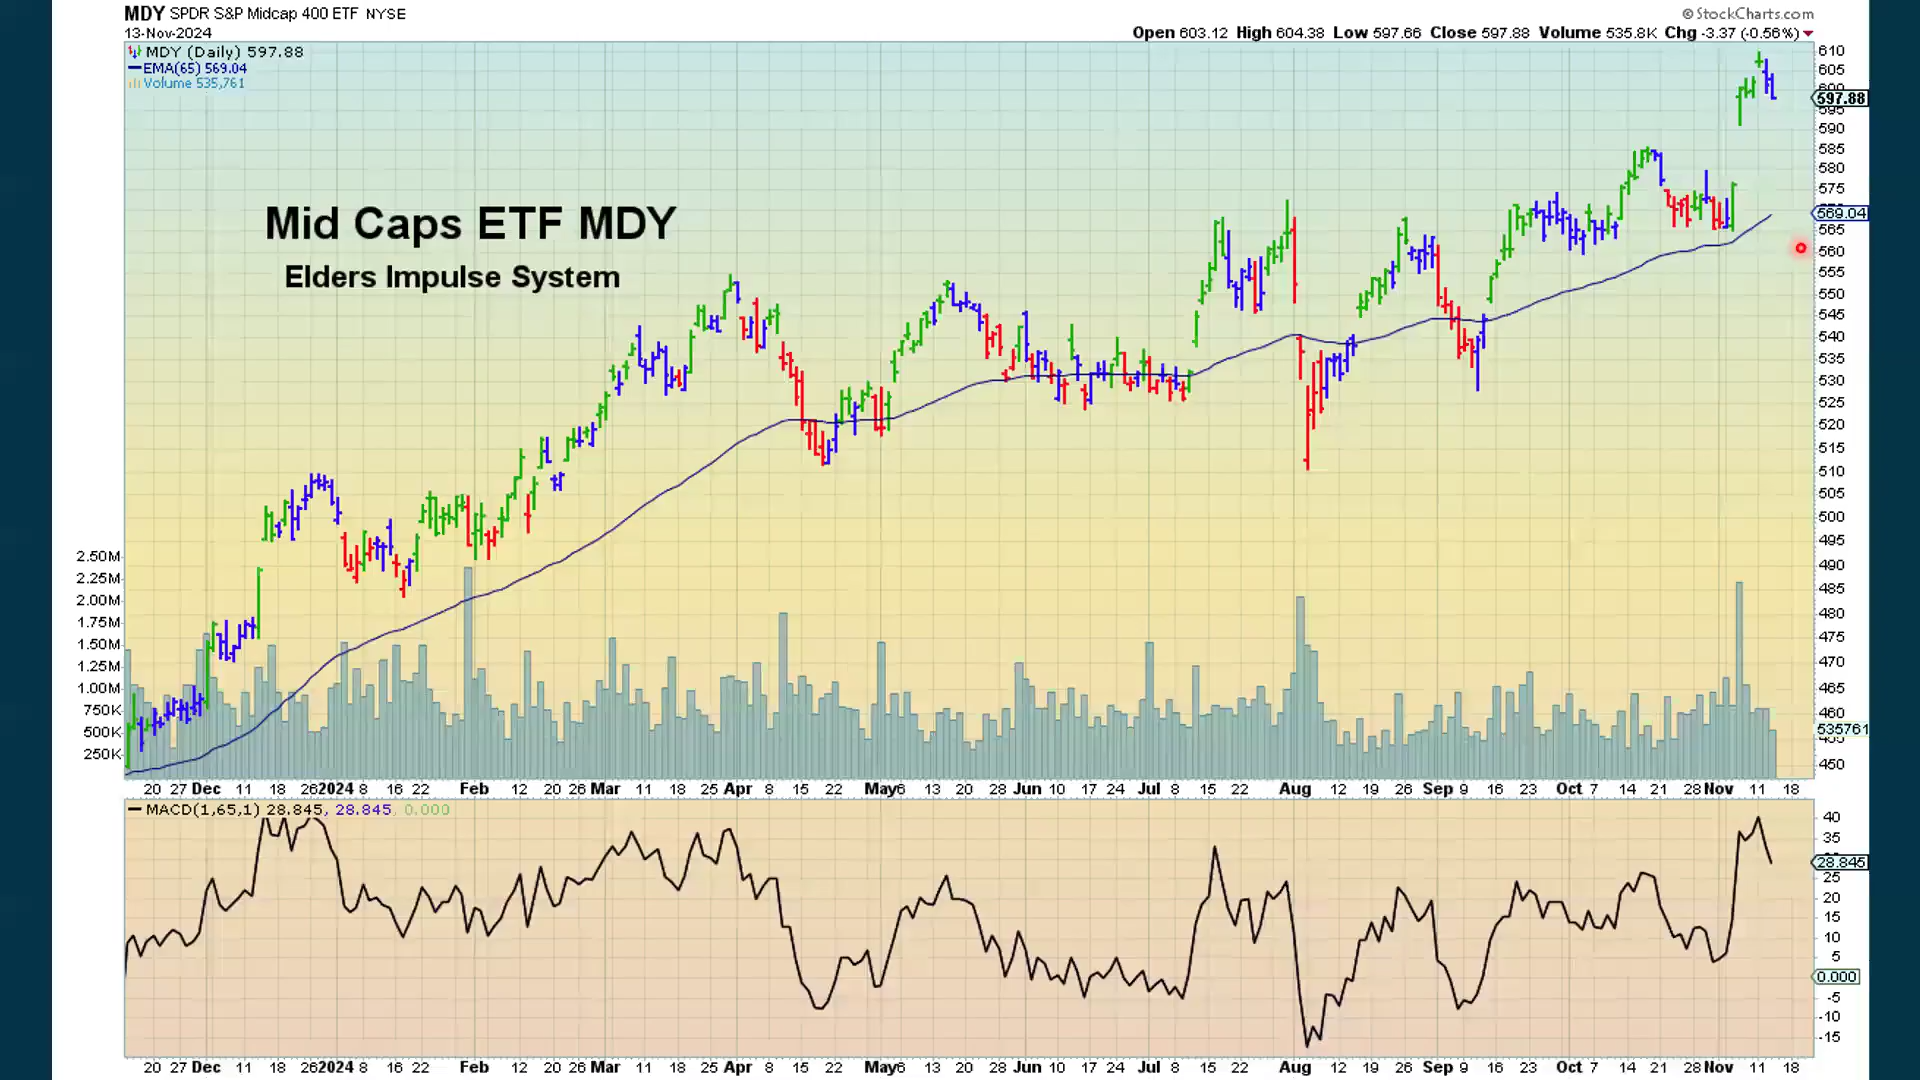 MDY SPDR S&P Midcap 400 ETF NYSE
© StockCharts.com
13-Nov-2024
Open 603.12 High 604.38 Low 597.66 Close 597.88 Volume 535.8K Chg -3.37 (-0.56%)
MDY (Daily) 597.88
EMA(65) 569.04
Volume 535,761
Mid Caps ETF MDY
Elders Impulse System
610
605
600
597.88
595
590
585
580
575
569.04
565
560
555
550
545
540
535
530
525
520
515
510
505
500
495
490
485
480
475
470
465
460
535761
455
450
2.50M
2.25M
2.00M
1.75M
1.50M
1.25M
1.00M
750K
500K
250K
20 27 Dec 11 26 2024 8 16 22 Feb 12 20 26 Mar 11 18 25 Apr 8 15 22 May 6 13 20 28 Jun 10 17 24 Jul 8 15 22 Aug 12 19 26 Sep 9 16 23 Oct 7 14 21 28 Nov 11 18
MACD(1,65,1) 28.845, 28.845, 0.000
40
35
28.845
25
20
15
10
5
0.000
-5
-10
-15
20 27 Dec 11 26 2024 8 16 22 Feb 12 20 26 Mar 11 18 25 Apr 8 15 22 May 6 13 20 28 Jun 10 17 24 Jul 8 15 22 Aug 12 19 26 Sep 9 16 23 Oct 7 14 21 28 Nov 11 18